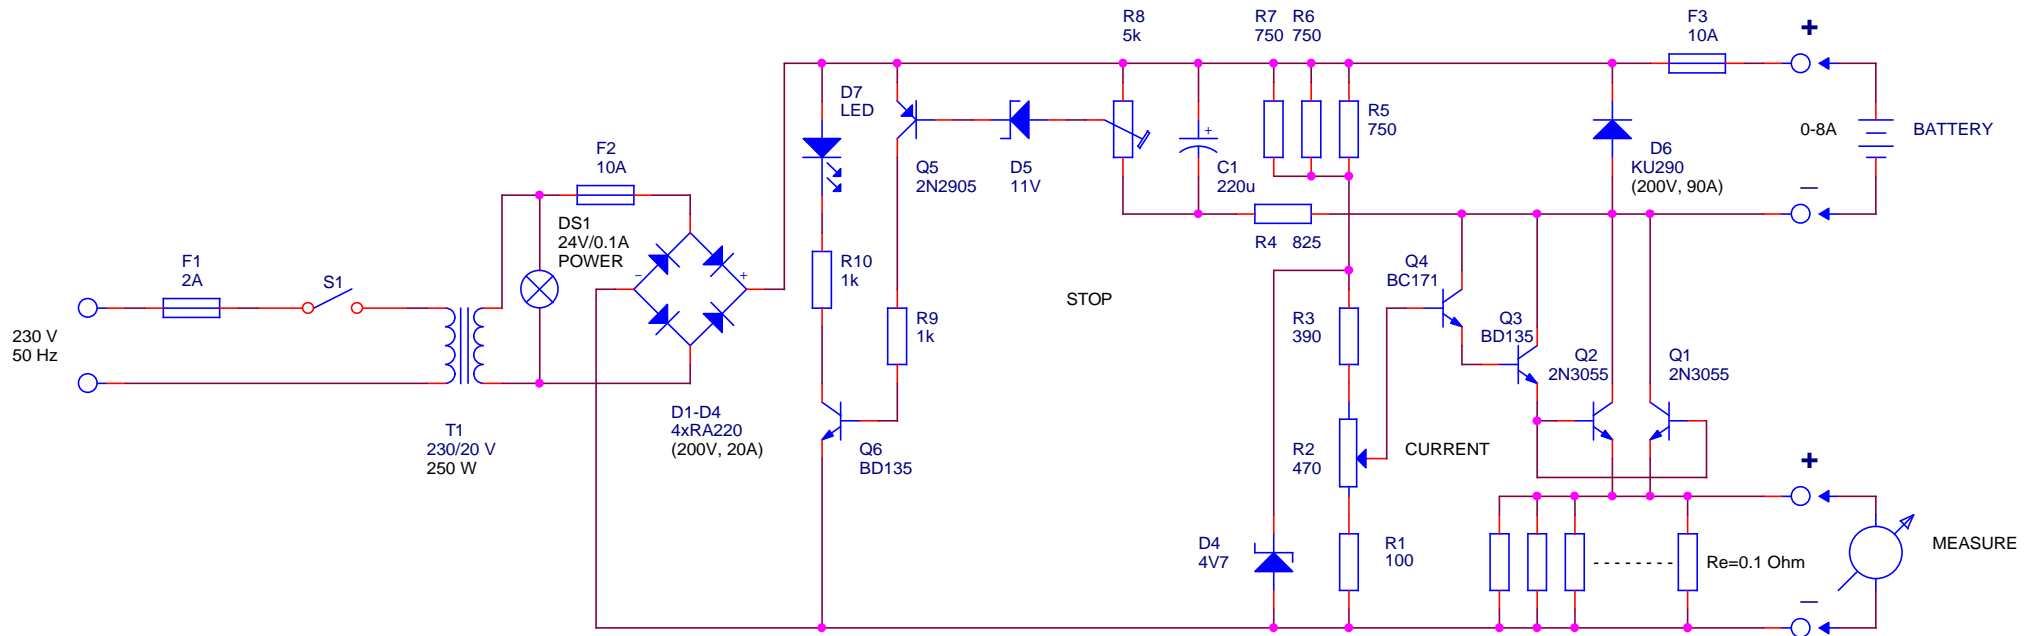 R8
5k
R7
750
R6
750
F3
10A
+
D7
LED
R5
750
+
0-8A
BATTERY
F2
10A
Q5
2N2905
D5
11V
C1
220u
D6
KU290
(200V, 90A)
DS1
24V/0.1A
POWER
R4 825
F1
2A
S1
R10
1k
Q4
BC171
− +
STOP
230 V
50 Hz
R9
1k
R3
390
Q3
BD135
Q2
2N3055
Q1
2N3055
T1
230/20 V
250 W
D1-D4
4xRA220
(200V, 20A)
Q6
BD135
R2
470
CURRENT
+
D4
4V7
R1
100
Re=0.1 Ohm
MEASURE